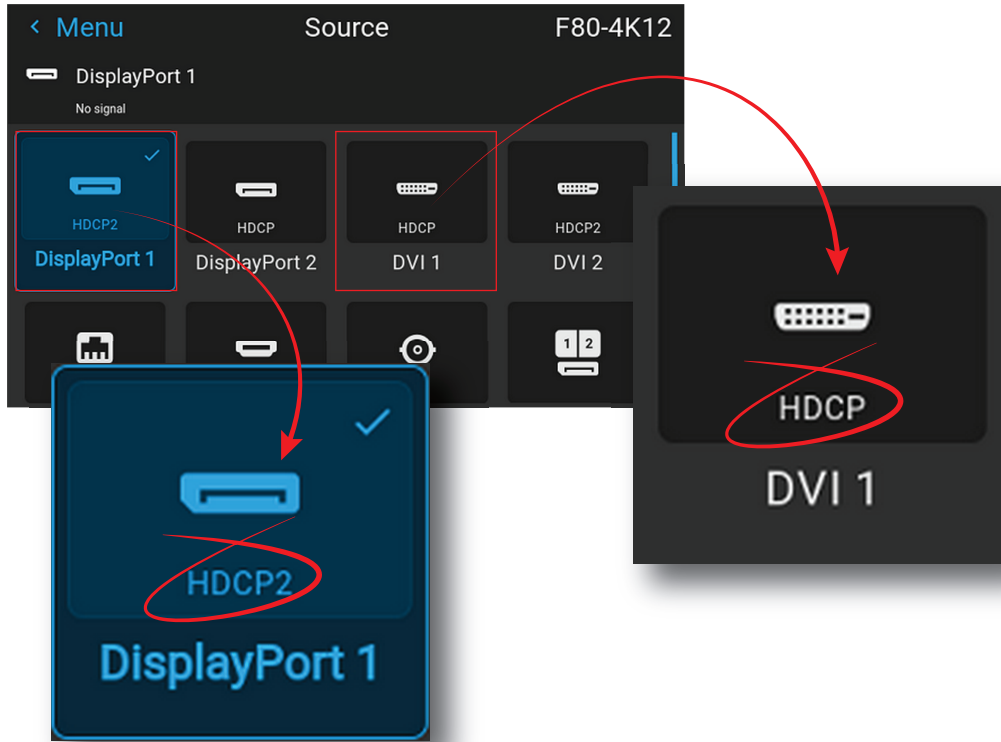 Menu Source F80-4K12
DisplayPort 1
No signal
HDCP2 HDCP HDCP HDCP2
DisplayPort 1 DisplayPort 2 DVI 1 DVI 2
1 2
HDCP
DVI 1
HDCP2
DisplayPort 1